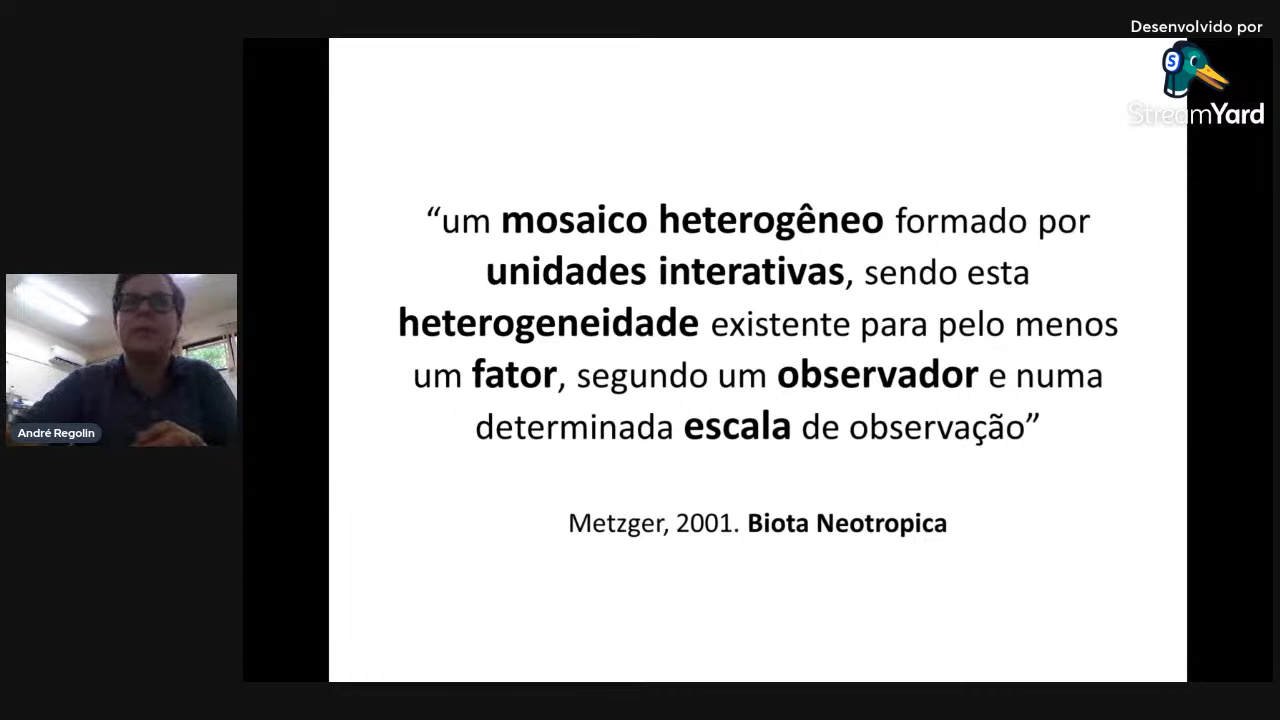 Desenvolvido por
StreamYard
“um mosaico heterogêneo formado por
unidades interativas, sendo esta
heterogeneidade existente para pelo menos
um fator, segundo um observador e numa
determinada escala de observação”
Metzger, 2001. Biota Neotropica
André Regolin